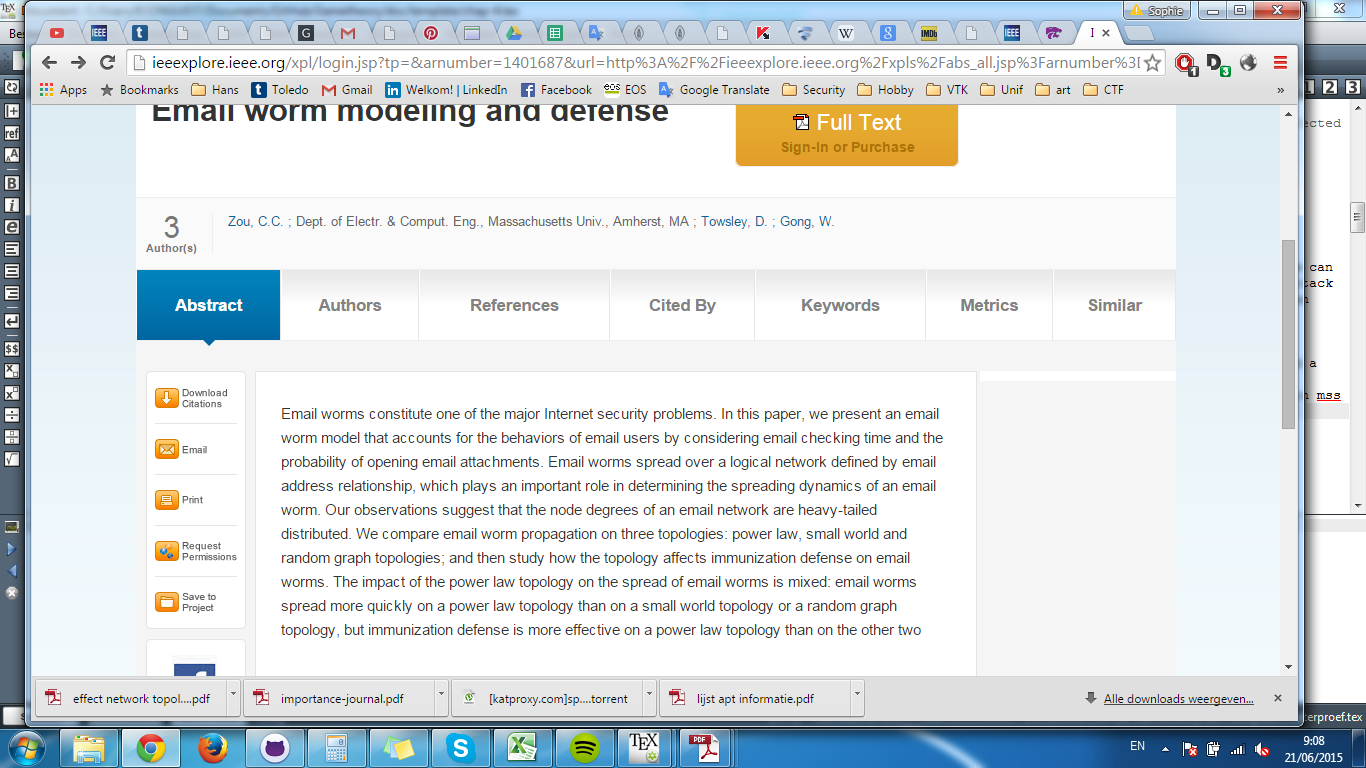 Sophie
ieeexplore.ieee.org/xpl/login.jsp?tp=&arnumber=1401687&url=http%3A%2F%2Fieeexplore.ieee.org%2Fxpls%2Fabs_all.jsp%3Farnumber%3
Apps Bookmarks Hans Toledo Gmail Welkom! | LinkedIn Facebook EOS Google Translate Security Hobby VTK Unif art CTF »
Email worm modeling and defense
Full Text
Sign-In or Purchase
3
Author(s)
Zou, C.C. ; Dept. of Electr. & Comput. Eng., Massachusetts Univ., Amherst, MA ; Towsley, D. ; Gong, W.
Abstract Authors References Cited By Keywords Metrics Similar
Download
Citations
Email
Print
Request
Permissions
Save to
Project
Email worms constitute one of the major Internet security problems. In this paper, we present an email
worm model that accounts for the behaviors of email users by considering email checking time and the
probability of opening email attachments. Email worms spread over a logical network defined by email
address relationship, which plays an important role in determining the spreading dynamics of an email
worm. Our observations suggest that the node degrees of an email network are heavy-tailed
distributed. We compare email worm propagation on three topologies: power law, small world and
random graph topologies; and then study how the topology affects immunization defense on email
worms. The impact of the power law topology on the spread of email worms is mixed: email worms
spread more quickly on a power law topology than on a small world topology or a random graph
topology, but immunization defense is more effective on a power law topology than on the other two
ected
can
tack
a
mss
effect network topol....pdf importance-journal.pdf [katproxy.com]sp....torrent lijst apt informatie.pdf Alle downloads weergeven...
terproef.tex
EN
9:08
21/06/2015